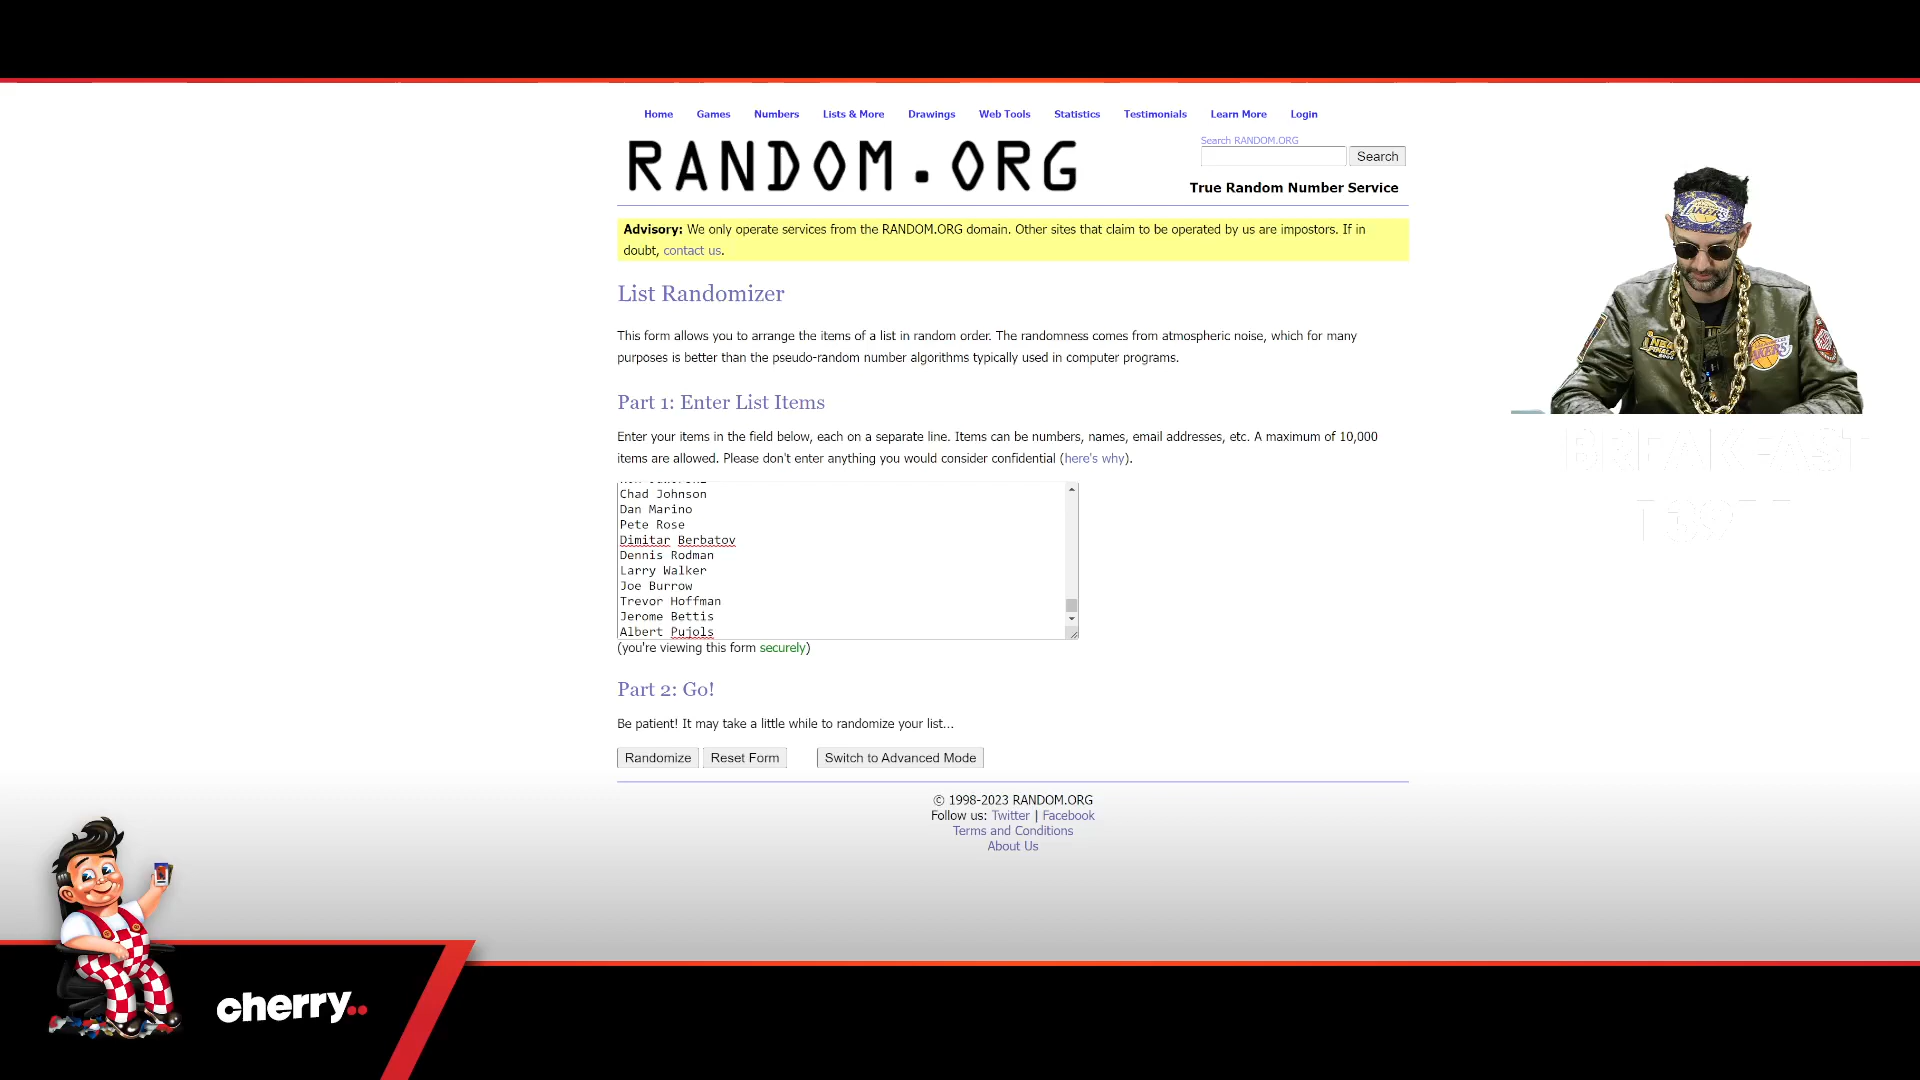 Home Games Numbers Lists & More Drawings Web Tools Statistics Testimonials Learn More Login
RANDOM.ORG
Search RANDOM.ORG
Search
True Random Number Service
Advisory: We only operate services from the RANDOM.ORG domain. Other sites that claim to be operated by us are impostors. If in
doubt, contact us.
LAKERS
List Randomizer
This form allows you to arrange the items of a list in random order. The randomness comes from atmospheric noise, which for many
purposes is better than the pseudo-random number algorithms typically used in computer programs.
Part 1: Enter List Items
Enter your items in the field below, each on a separate line. Items can be numbers, names, email addresses, etc. A maximum of 10,000
items are allowed. Please don't enter anything you would consider confidential (here's why).
BREAKFAST
Chad Johnson
Dan Marino
Pete Rose
Dimitar Berbatov
Dennis Rodman
Larry Walker
Joe Burrow
Trevor Hoffman
Jerome Bettis
Albert Pujols
(you're viewing this form securely)
Part 2: Go!
Be patient! It may take a little while to randomize your list...
Randomize Reset Form Switch to Advanced Mode
© 1998-2023 RANDOM.ORG
Follow us: Twitter | Facebook
Terms and Conditions
About Us
cherry..